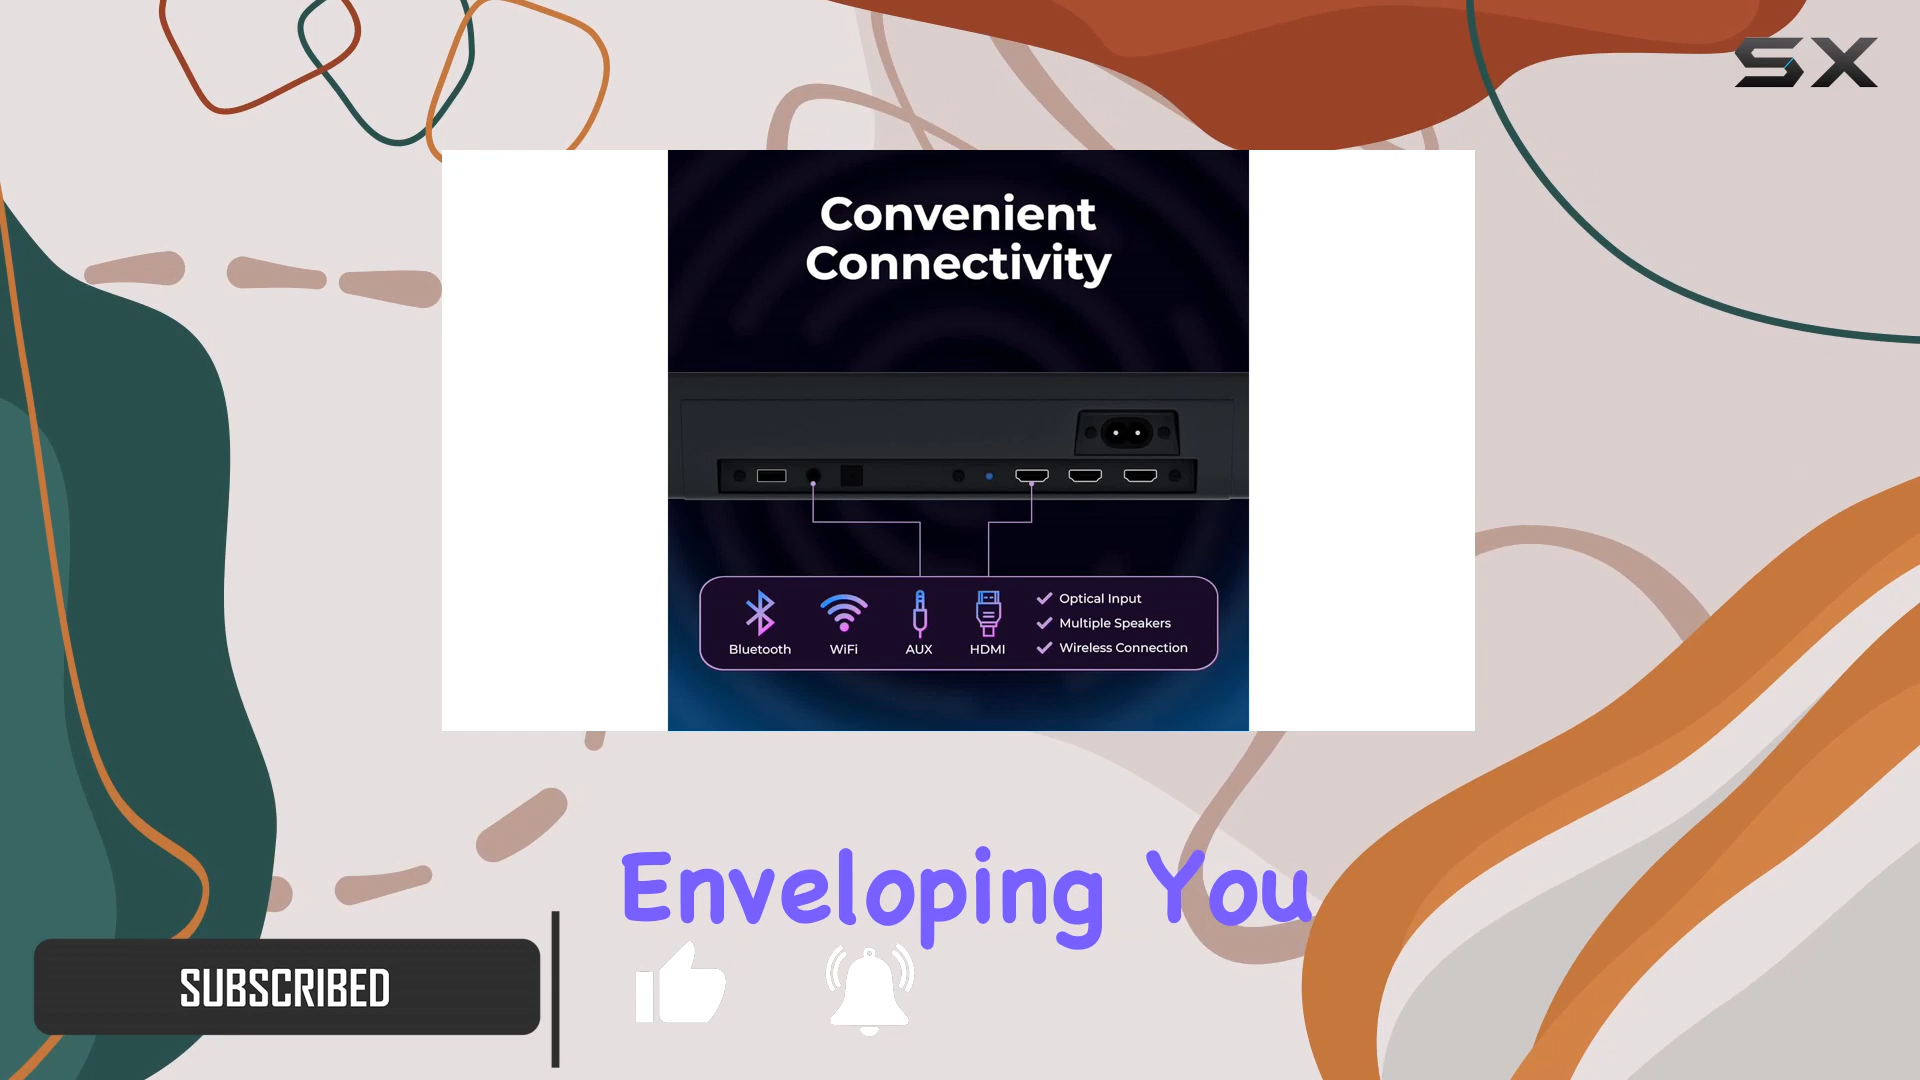 SX
Convenient
Connectivity
Bluetooth
WiFi
AUX
HDMI
Optical Input
Multiple Speakers
Wireless Connection
Enveloping You
SUBSCRIBED